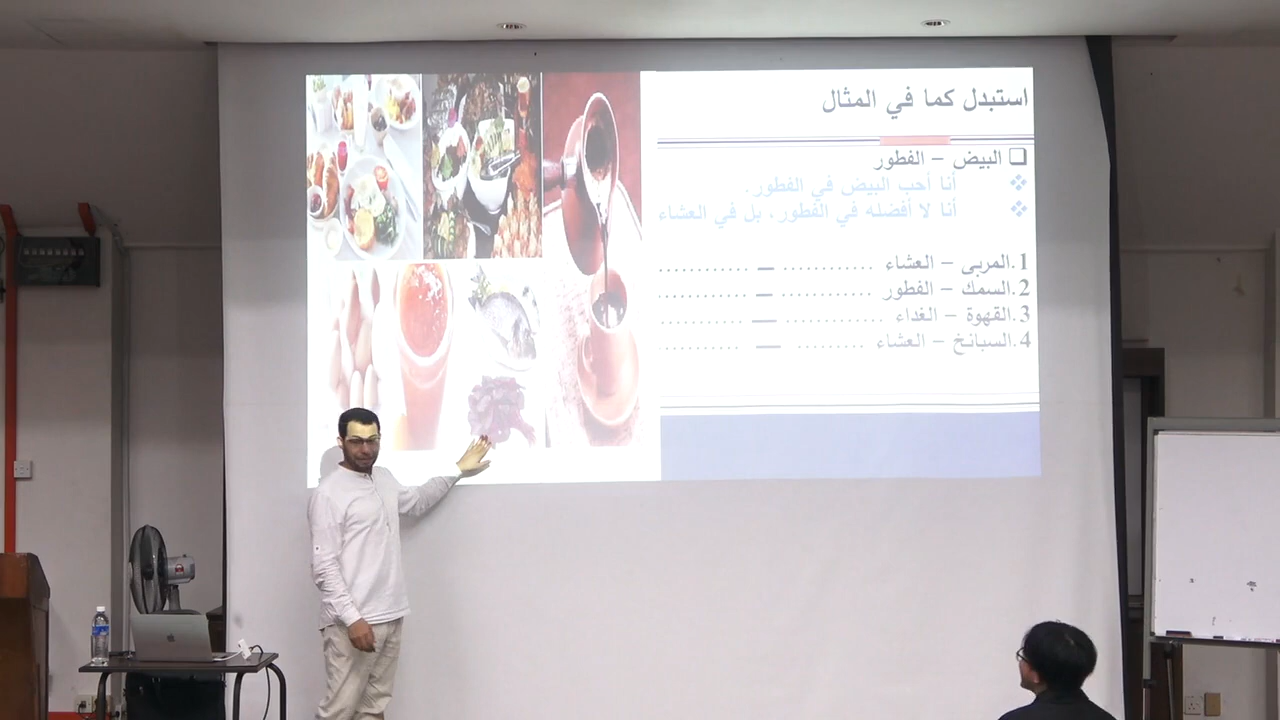 استبدل كما في المثال
❑ البيض – الفطور
❖ أنا أحب البيض في الفطور.
❖ أنا لا أفضله في الفطور، بل في العشاء
1.المربى – العشاء ............ – ............
2.السمك – الفطور ............ – ............
3.القهوة – الغداء ............ – ............
4.السبانخ – العشاء ......... – ............